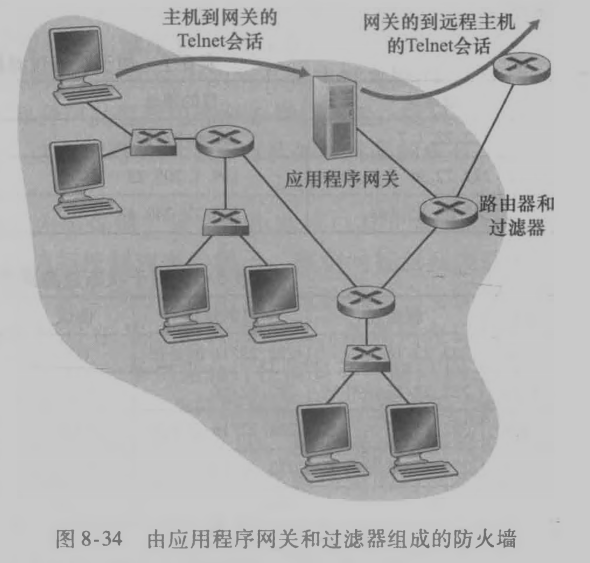 主机到网关的
Telnet会话
网关的到远程主机
的Telnet会话
应用程序网关
路由器和
过滤器
图 8-34 由应用程序网关和过滤器组成的防火墙